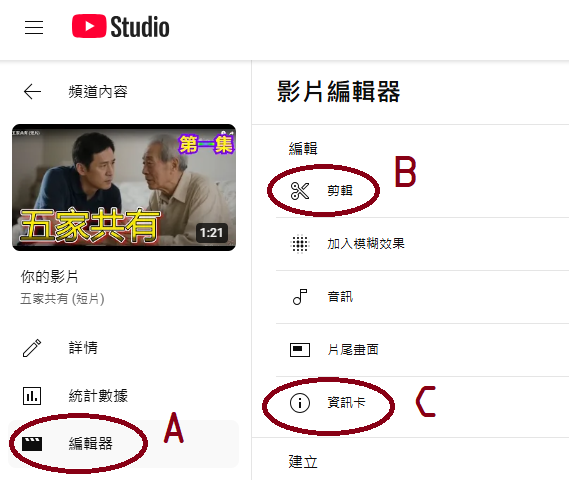 Studio
頻道內容
五家共有 (短片)
第一集
五家共有
1:21
你的影片
五家共有 (短片)
詳情
統計數據
編輯器
A
影片編輯器
編輯
剪輯
B
加入模糊效果
音訊
片尾畫面
資訊卡
C
建立